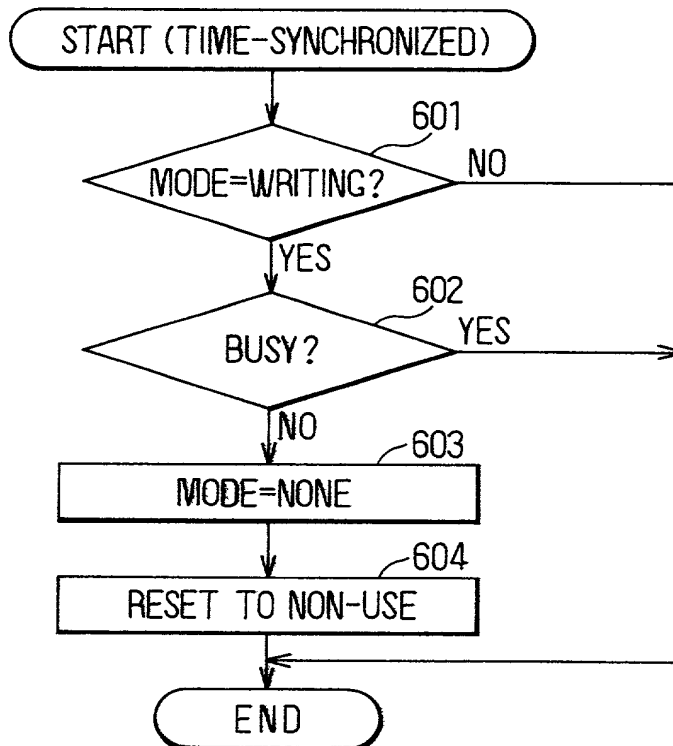 START (TIME-SYNCHRONIZED)
601
MODE=WRITING?
NO
YES
602
BUSY?
YES
NO
603
MODE=NONE
604
RESET TO NON-USE
END